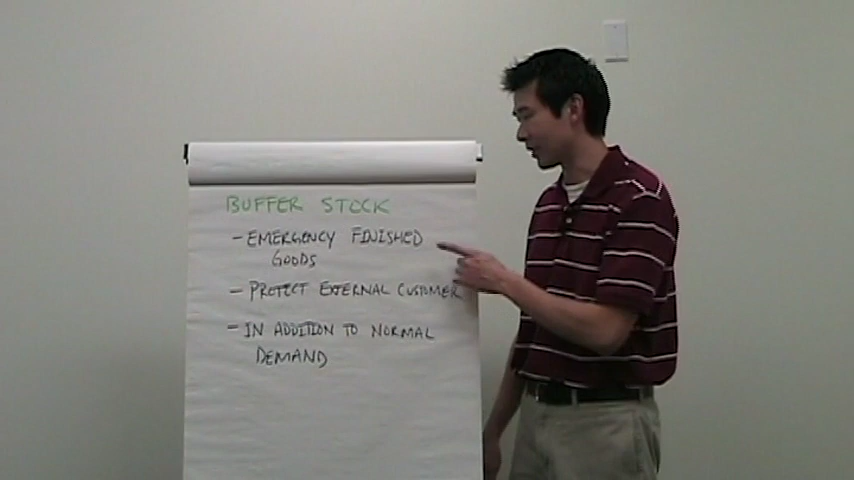 BUFFER STOCK
- EMERGENCY FINISHED
GOODS
- PROTECT EXTERNAL CUSTOMER
- IN ADDITION TO NORMAL
DEMAND